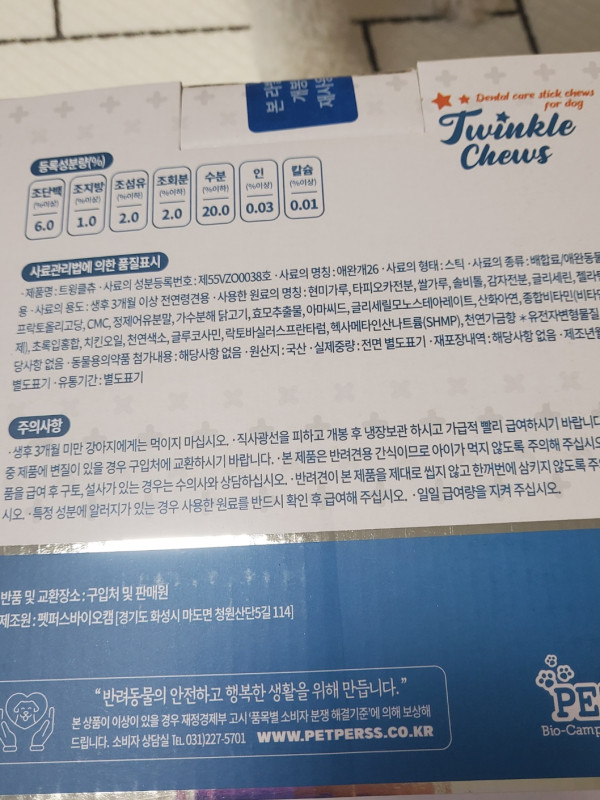 본 라
개봉
재사용
Dental care stick chews
for dog
Twinkle
Chews
등록성분량(%)
조단백 조지방 조섬유 조회분 수분 인 칼슘
(%이상) (%이상) (%이하) (%이하) (%이하) (%이상) (%이상)
6.0 1.0 2.0 2.0 20.0 0.03 0.01
사료관리법에 의한 품질표시
·제품명 : 트윙클츄 ·사료의 성분등록번호 : 제55VZO0038호 ·사료의 명칭 : 애완개26 ·사료의 형태 : 스틱 ·사료의 종류 : 배합료/애완동물
용 ·사료의 용도 : 생후 3개월 이상 전연령견용 ·사용한 원료의 명칭 : 현미가루, 타피오카전분, 쌀가루, 솔비톨, 감자전분, 글리세린, 젤라틴
프락토올리고당, CMC, 정제어유분말, 가수분해 닭고기, 효모추출물, 아마씨드, 글리세릴모노스테아레이트, 산화아연, 종합비타민(비타민
제), 초록입홍합, 치킨오일, 천연색소, 글루코사민, 락토바실러스프란타럼, 헥사메타인산나트륨(SHMP), 천연가금향 *유전자변형물질
당사항 없음 ·동물용의약품 첨가내용 : 해당사항 없음 ·원산지 : 국산 ·실제중량 : 전면 별도표기 ·재포장내역 : 해당사항 없음 ·제조년월
별도표기 ·유통기간 : 별도표기
주의사항
·생후 3개월 미만 강아지에게는 먹이지 마십시오. ·직사광선을 피하고 개봉 후 냉장보관 하시고 가급적 빨리 급여하시기 바랍니다
중 제품에 변질이 있을 경우 구입처에 교환하시기 바랍니다. ·본 제품은 반려견용 간식이므로 아이가 먹지 않도록 주의해 주십시오
품을 급여 후 구토, 설사가 있는 경우는 수의사와 상담하십시오. ·반려견이 본 제품을 제대로 씹지 않고 한꺼번에 삼키지 않도록 주
시오. ·특정 성분에 알러지가 있는 경우 사용한 원료를 반드시 확인 후 급여해 주십시오. ·일일 급여량을 지켜 주십시오.
반품 및 교환장소 : 구입처 및 판매원
제조원 : 펫퍼스바이오캠 [경기도 화성시 마도면 청원산단5길 114]
“반려동물의 안전하고 행복한 생활을 위해 만듭니다.”
본 상품이 이상이 있을 경우 재정경제부 고시 '품목별 소비자 분쟁 해결기준'에 의해 보상해
드립니다. 소비자 상담실 TEL 031)227-5701 WWW.PETPERSS.CO.KR
PE
Bio-Camp